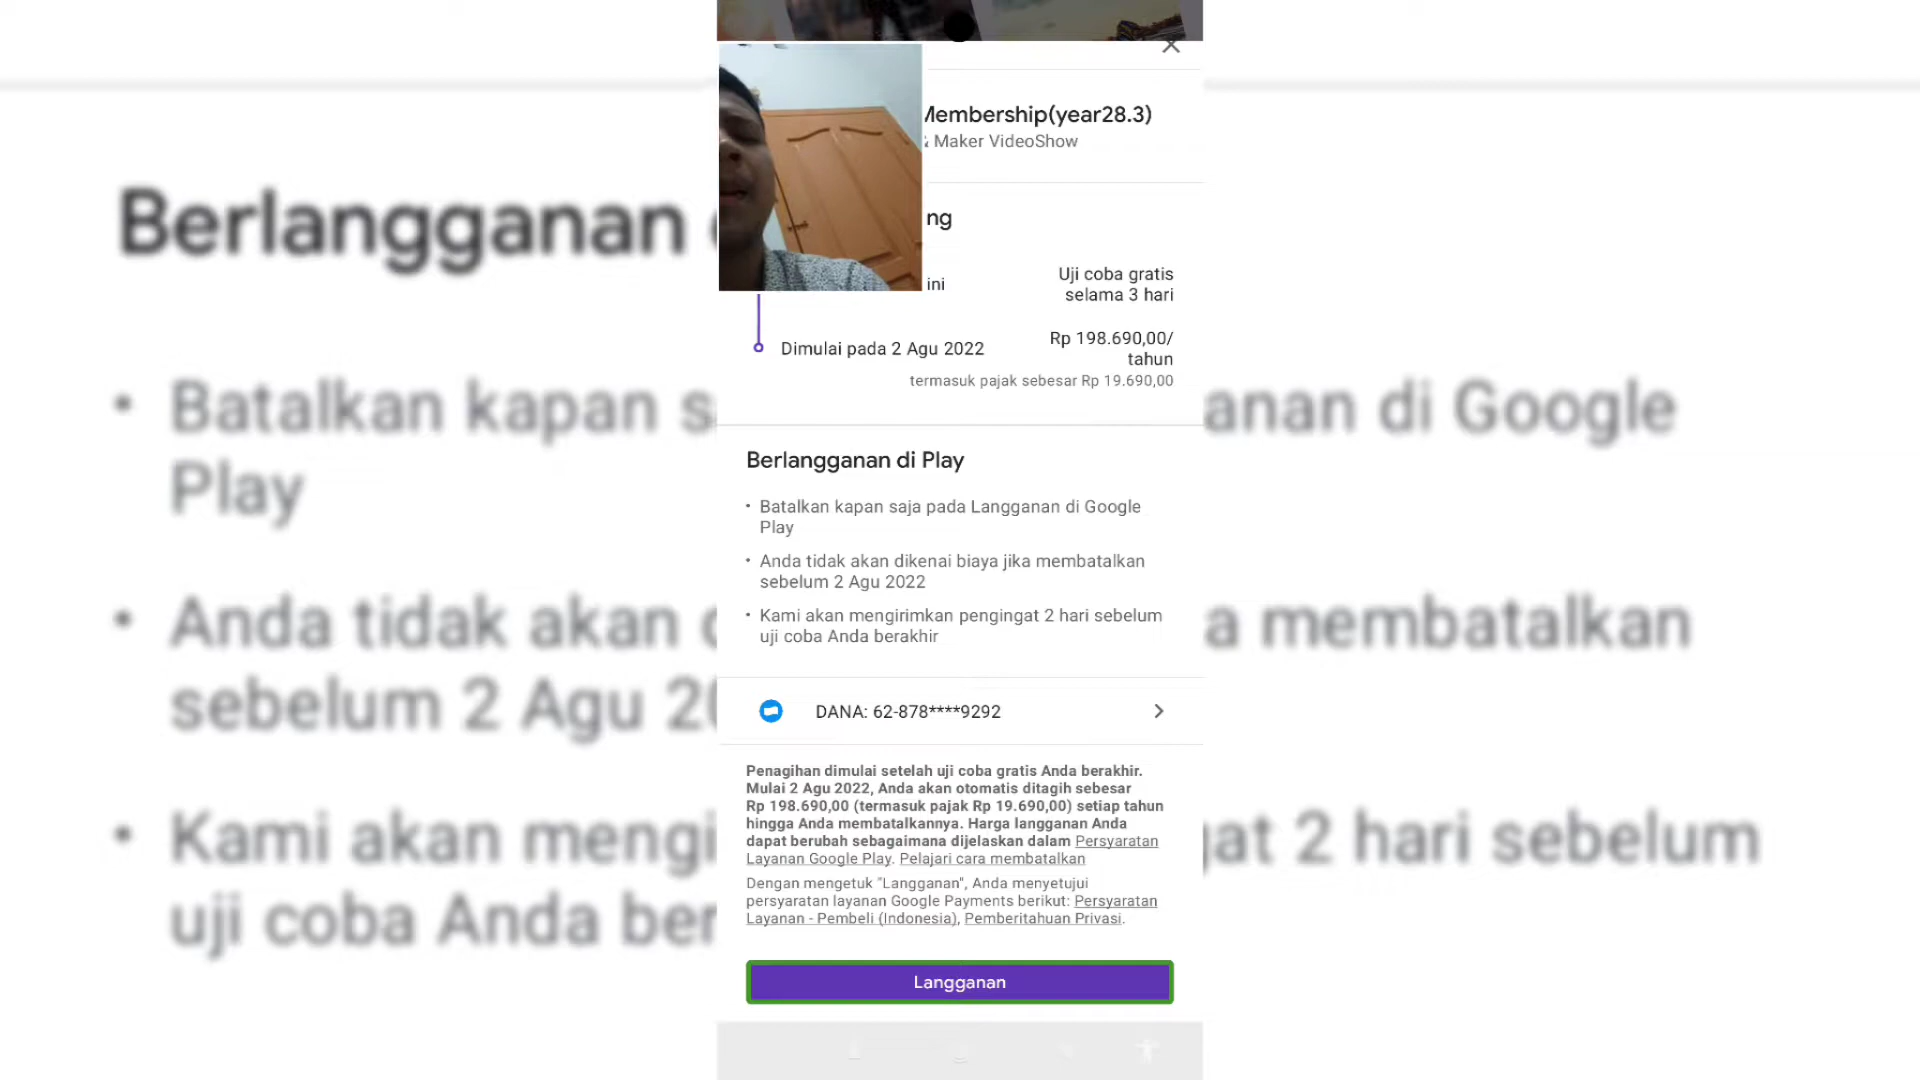 Membership(year28.3)
& Maker VideoShow
ng
ini
Uji coba gratis
selama 3 hari
Dimulai pada 2 Agu 2022
Rp 198.690,00/
tahun
termasuk pajak sebesar Rp 19.690,00
Berlangganan di Play
• Batalkan kapan saja pada Langganan di Google
Play
• Anda tidak akan dikenai biaya jika membatalkan
sebelum 2 Agu 2022
• Kami akan mengirimkan pengingat 2 hari sebelum
uji coba Anda berakhir
DANA: 62-878****9292
Penagihan dimulai setelah uji coba gratis Anda berakhir.
Mulai 2 Agu 2022, Anda akan otomatis ditagih sebesar
Rp 198.690,00 (termasuk pajak Rp 19.690,00) setiap tahun
hingga Anda membatalkannya. Harga langganan Anda
dapat berubah sebagaimana dijelaskan dalam Persyaratan
Layanan Google Play. Pelajari cara membatalkan
Dengan mengetuk "Langganan", Anda menyetujui
persyaratan layanan Google Payments berikut: Persyaratan
Layanan - Pembeli (Indonesia), Pemberitahuan Privasi.
Langganan
Berlangganan
• Batalkan kapan s
anan di Google
Play
• Anda tidak akan
a membatalkan
sebelum 2 Agu 20
• Kami akan mengi
gat 2 hari sebelum
uji coba Anda ber